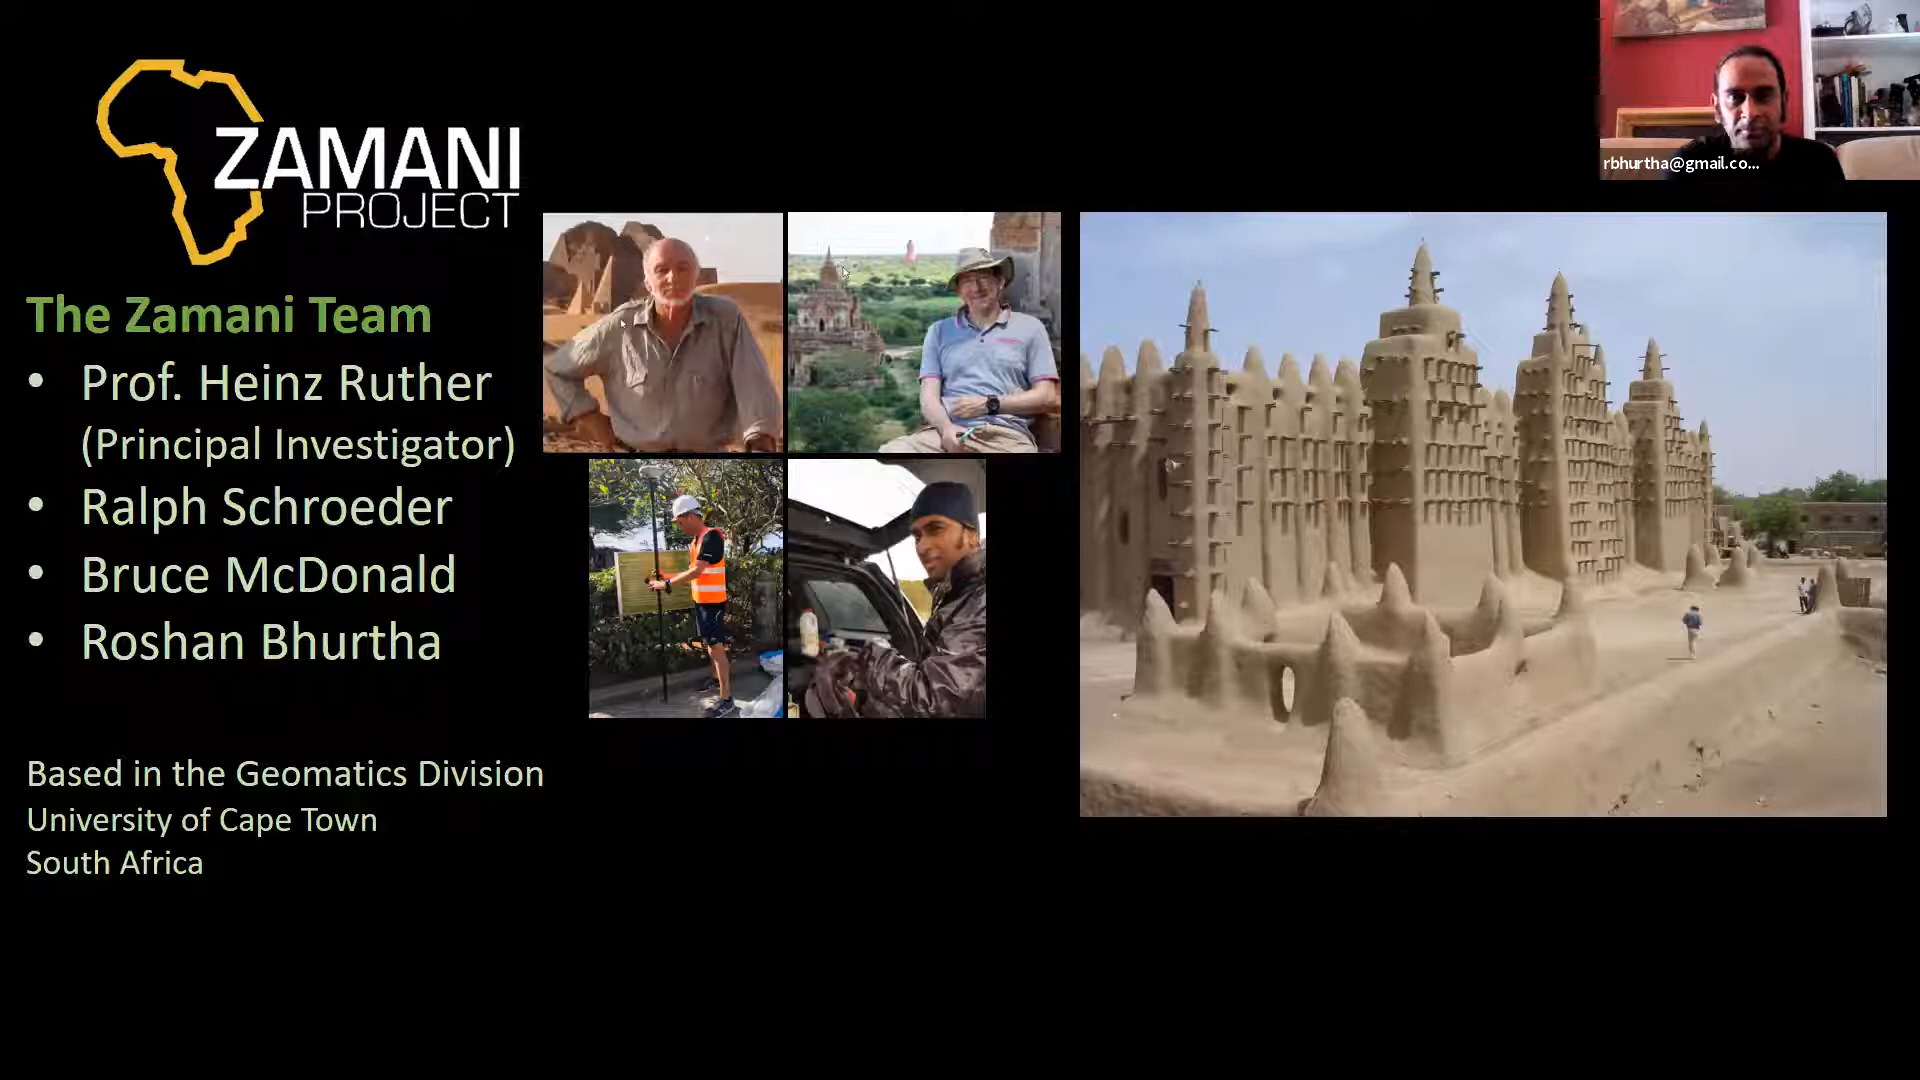 ZAMANI
PROJECT
The Zamani Team
• Prof. Heinz Ruther
(Principal Investigator)
• Ralph Schroeder
• Bruce McDonald
• Roshan Bhurtha
Based in the Geomatics Division
University of Cape Town
South Africa
rbhurtha@gmail.co...